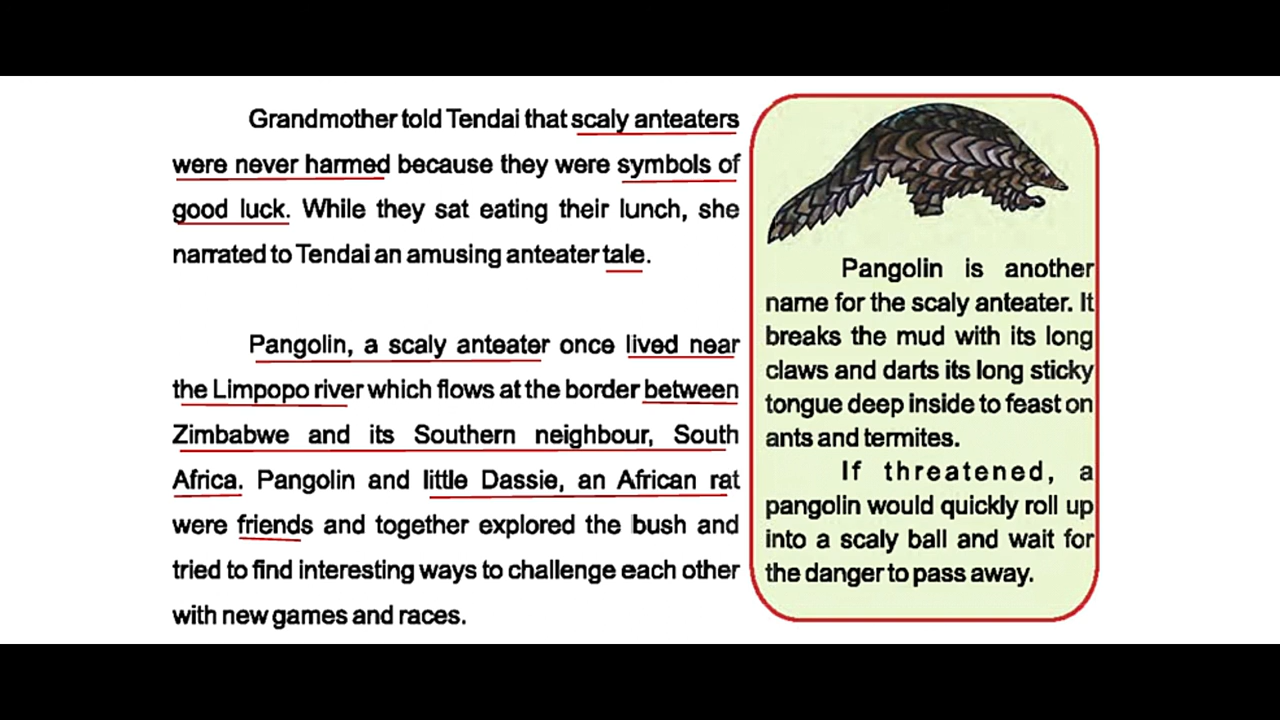 Grandmother told Tendai that scaly anteaters
were never harmed because they were symbols of
good luck. While they sat eating their lunch, she
narrated to Tendai an amusing anteater tale.
Pangolin, a scaly anteater once lived near
the Limpopo river which flows at the border between
Zimbabwe and its Southern neighbour, South
Africa. Pangolin and little Dassie, an African rat
were friends and together explored the bush and
tried to find interesting ways to challenge each other
with new games and races.
Pangolin is another
name for the scaly anteater. It
breaks the mud with its long
claws and darts its long sticky
tongue deep inside to feast on
ants and termites.
If threatened, a
pangolin would quickly roll up
into a scaly ball and wait for
the danger to pass away.